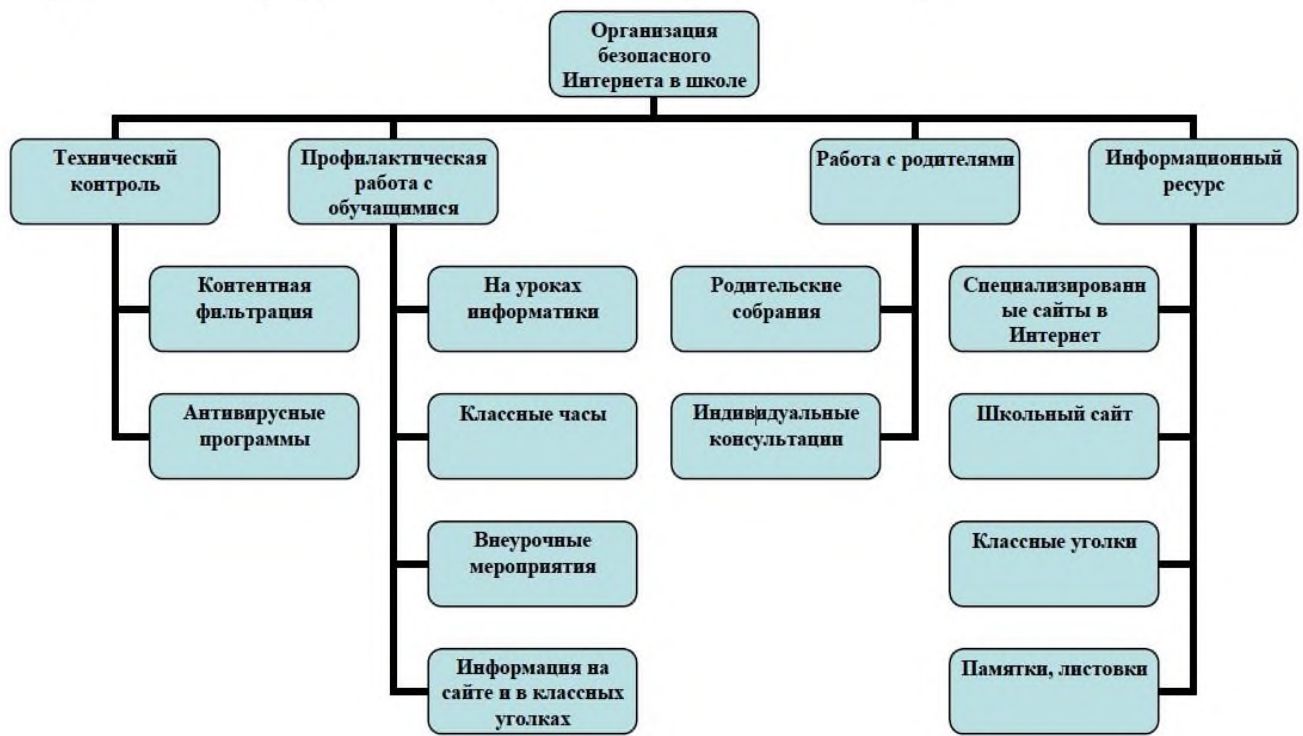 Организация
безопасного
Интернета в школе
Технический
контроль
Профилактическая
работа с
обучащимися
Работа с родителями
Информационный
ресурс
Контентная
фильтрация
На уроках
информатики
Родительские
собрания
Специализированн
ые сайты в
Интернет
Антивирусные
программы
Классные часы
Индивидуальные
консультации
Школьный сайт
Внеурочные
мероприятия
Классные уголки
Информация на
сайте и в классных
уголках
Памятки, листовки